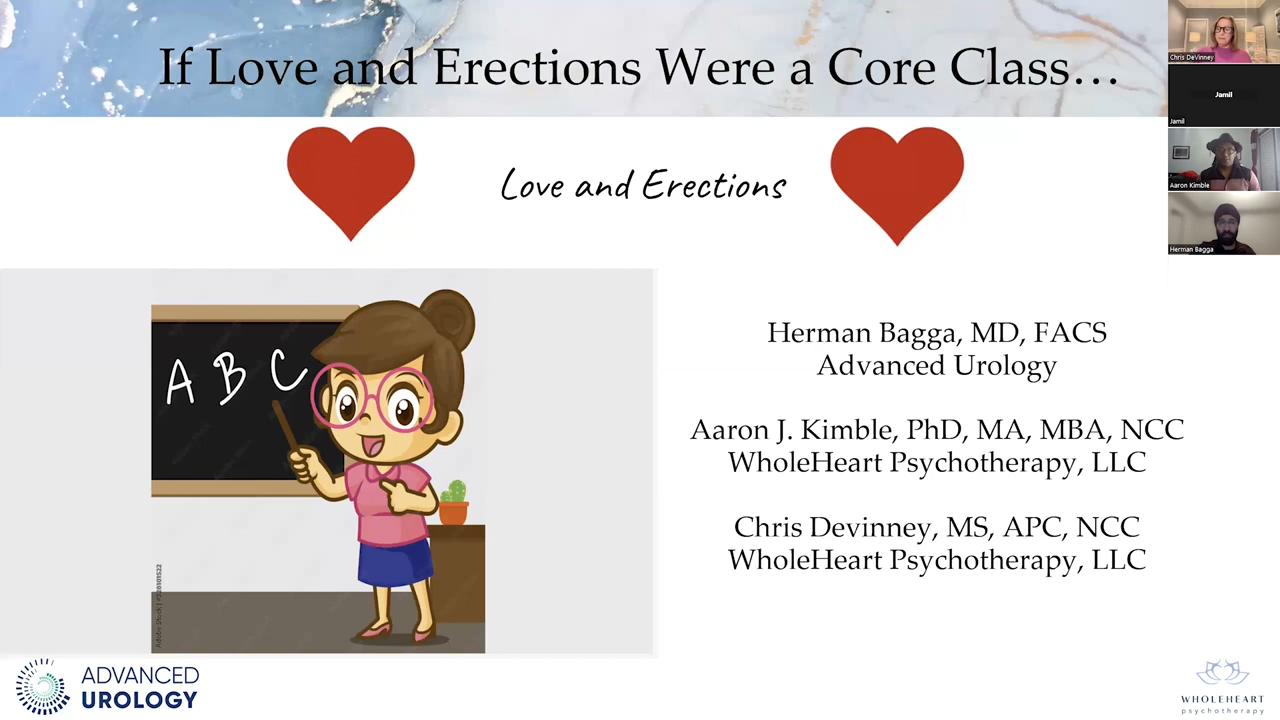 If Love and Erections Were a Core Class...
Love and Erections
A B C
Adobe Stock
Herman Bagga, MD, FACS
Advanced Urology
Aaron J. Kimble, PhD, MA, MBA, NCC
WholeHeart Psychotherapy, LLC
Chris Devinney, MS, APC, NCC
WholeHeart Psychotherapy, LLC
ADVANCED
UROLOGY
WHOLEHEART
psychotherapy
Chris DeVinney
Jamil
Jamil
Aaron Kimble
Herman Bagga